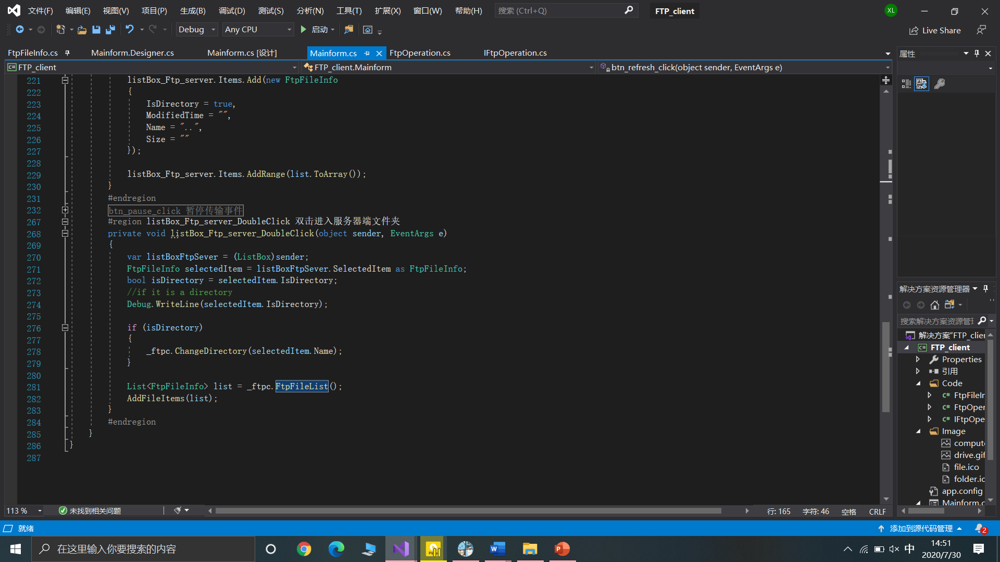 文件(F) 编辑(E) 视图(V) 项目(P) 生成(B) 调试(D) 测试(S) 分析(N) 工具(T) 扩展(X) 窗口(W) 帮助(H) 搜索 (Ctrl+Q) FTP_client XL
Debug Any CPU 启动 Live Share
FtpFileInfo.cs Mainform.Designer.cs Mainform.cs [设计] Mainform.cs FtpOperation.cs IFtpOperation.cs
FTP_client FTP_client.Mainform btn_refresh_click(object sender, EventArgs e)
221 listBox_Ftp_server.Items.Add(new FtpFileInfo
222 {
223 IsDirectory = true,
224 ModifiedTime = "",
225 Name = "..",
226 Size = ""
227 });
228
229 listBox_Ftp_server.Items.AddRange(list.ToArray());
230 }
231 #endregion
232 btn_pause_click 暂停传输事件
267 #region listBox_Ftp_server_DoubleClick 双击进入服务器端文件夹
268 private void listBox_Ftp_server_DoubleClick(object sender, EventArgs e)
269 {
270 var listBoxFtpSever = (ListBox)sender;
271 FtpFileInfo selectedItem = listBoxFtpSever.SelectedItem as FtpFileInfo;
272 bool isDirectory = selectedItem.IsDirectory;
273 //if it is a directory
274 Debug.WriteLine(selectedItem.IsDirectory);
275
276 if (isDirectory)
277 {
278 _ftpc.ChangeDirectory(selectedItem.Name);
279 }
280
281 List<FtpFileInfo> list = _ftpc.FtpFileList();
282 AddFileItems(list);
283 }
284 #endregion
285 }
286 }
287
113 % 未找到相关问题 行: 165 字符: 46 空格 CRLF
属性
解决方案资源管理器
搜索解决方案资源管
解决方案"FTP_clie
FTP_client
Properties
引用
Code
FtpFileIn
FtpOper
IFtpOpe
Image
comput
drive.gif
file.ico
folder.ic
app.config
Mainform.c
就绪 添加到源代码管理 2
在这里输入你要搜索的内容 中 14:51
2020/7/30